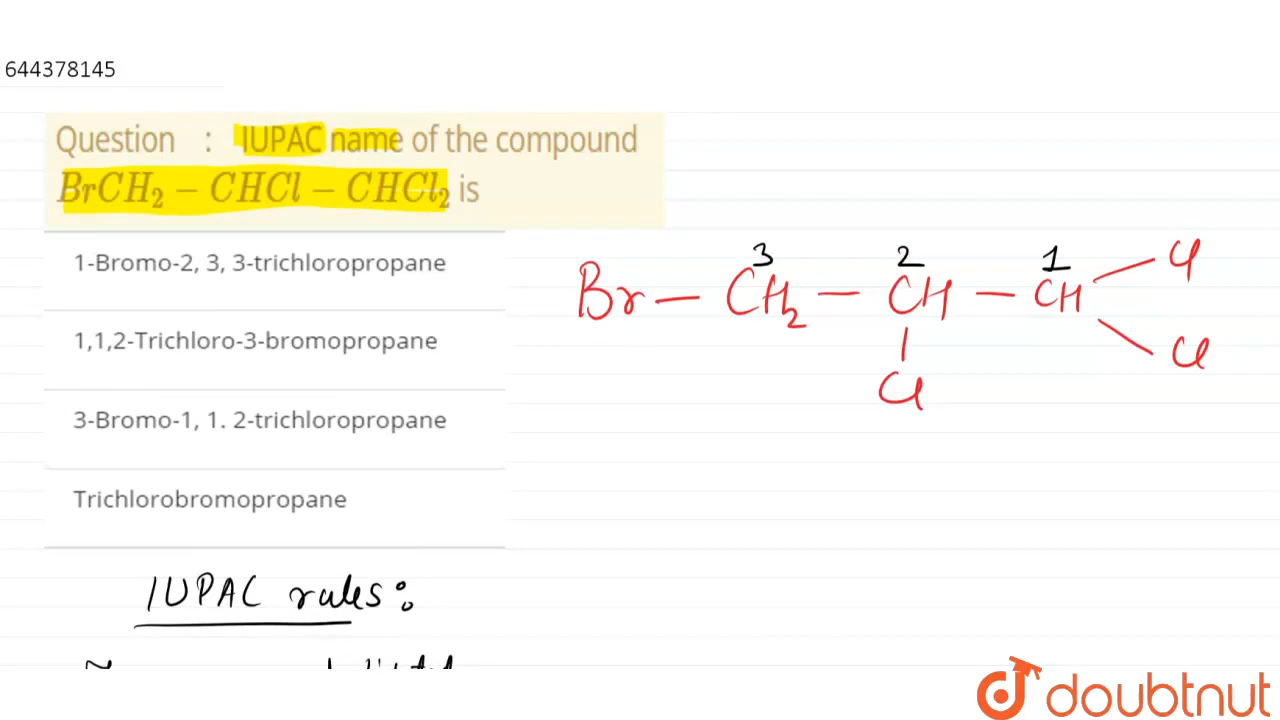 644378145
Question : IUPAC name of the compound
BrCH₂ – CHCl – CHCl₂ is
1-Bromo-2, 3, 3-trichloropropane
1,1,2-Trichloro-3-bromopropane
3-Bromo-1, 1. 2-trichloropropane
Trichlorobromopropane
3 2 1
Br — CH₂ — CH — CH
Cl
Cl
Cl
IUPAC rules:
doubtnut